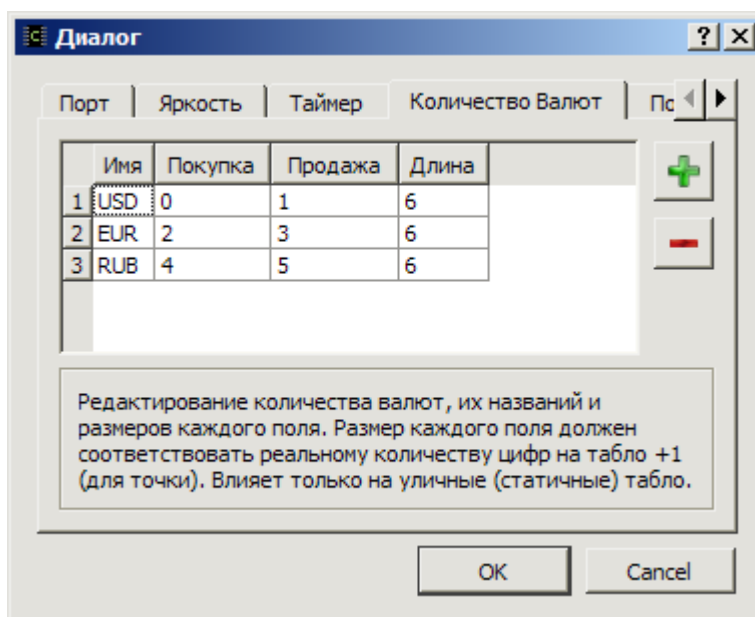 Диалог
Порт Яркость Таймер Количество Валют
Имя Покупка Продажа Длина
1 USD 0 1 6
2 EUR 2 3 6
3 RUB 4 5 6
Редактирование количества валют, их названий и
размеров каждого поля. Размер каждого поля должен
соответствовать реальному количеству цифр на табло +1
(для точки). Влияет только на уличные (статичные) табло.
OK Cancel